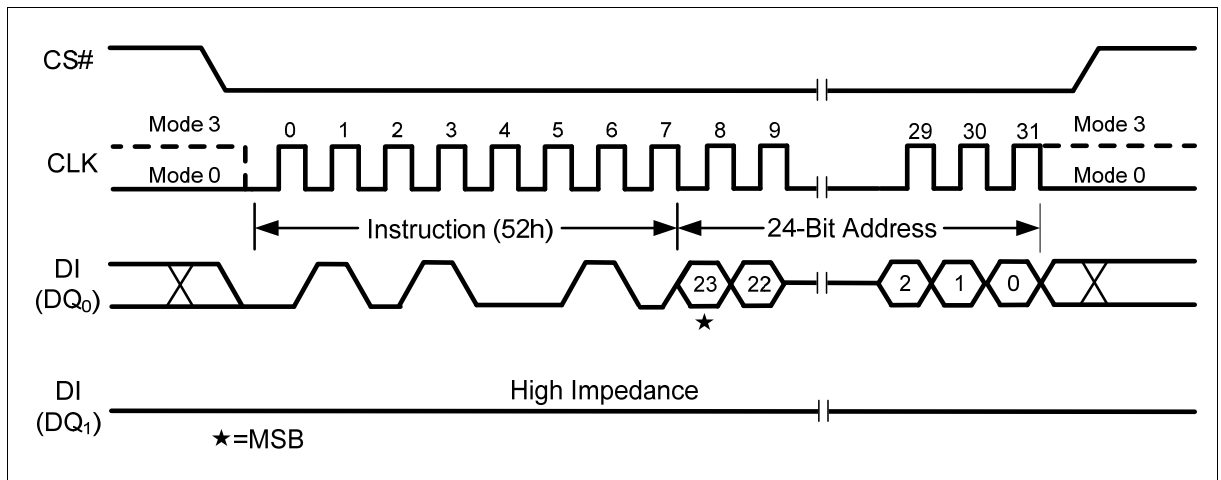 CS#
Mode 3
0 1 2 3 4 5 6 7 8 9 29 30 31
Mode 3
CLK
Mode 0
Mode 0
Instruction (52h)
24-Bit Address
DI
(DQ0)
23 22 2 1 0
★
DI
(DQ1)
High Impedance
★=MSB